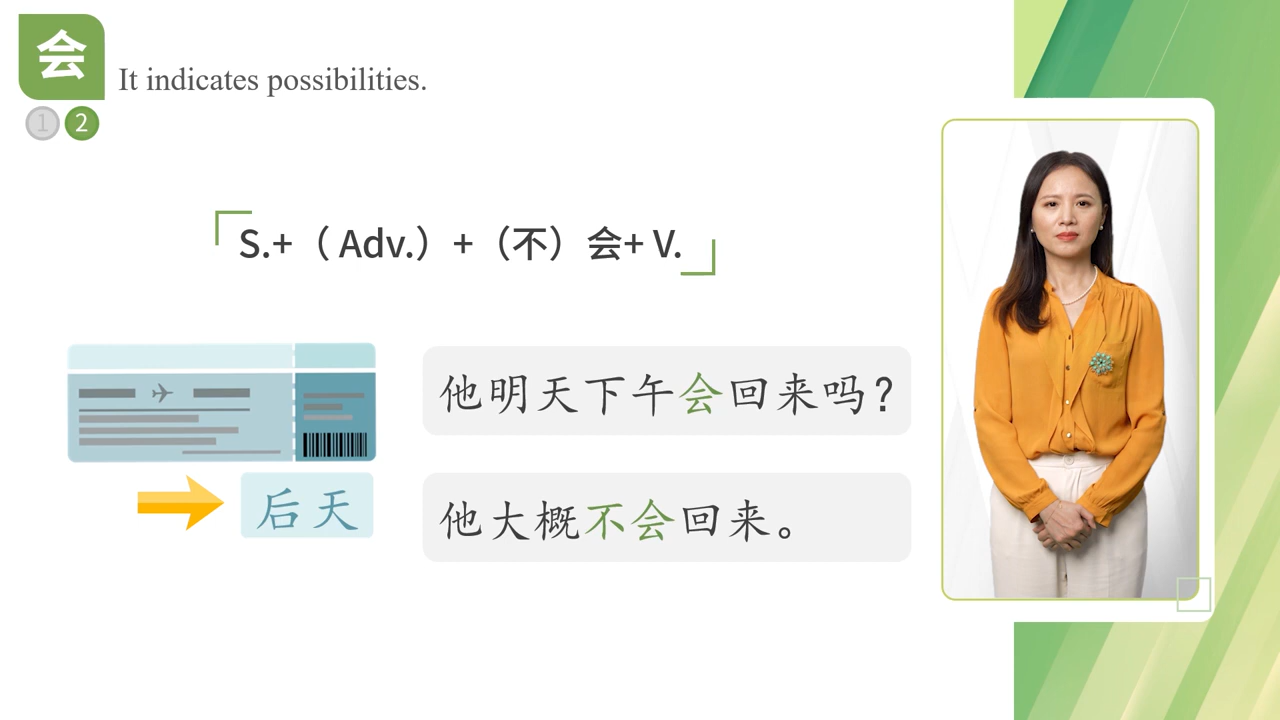 会
It indicates possibilities.
1 2
S.+（Adv.）+（不）会+ V.
他明天下午会回来吗？
后天
他大概不会回来。